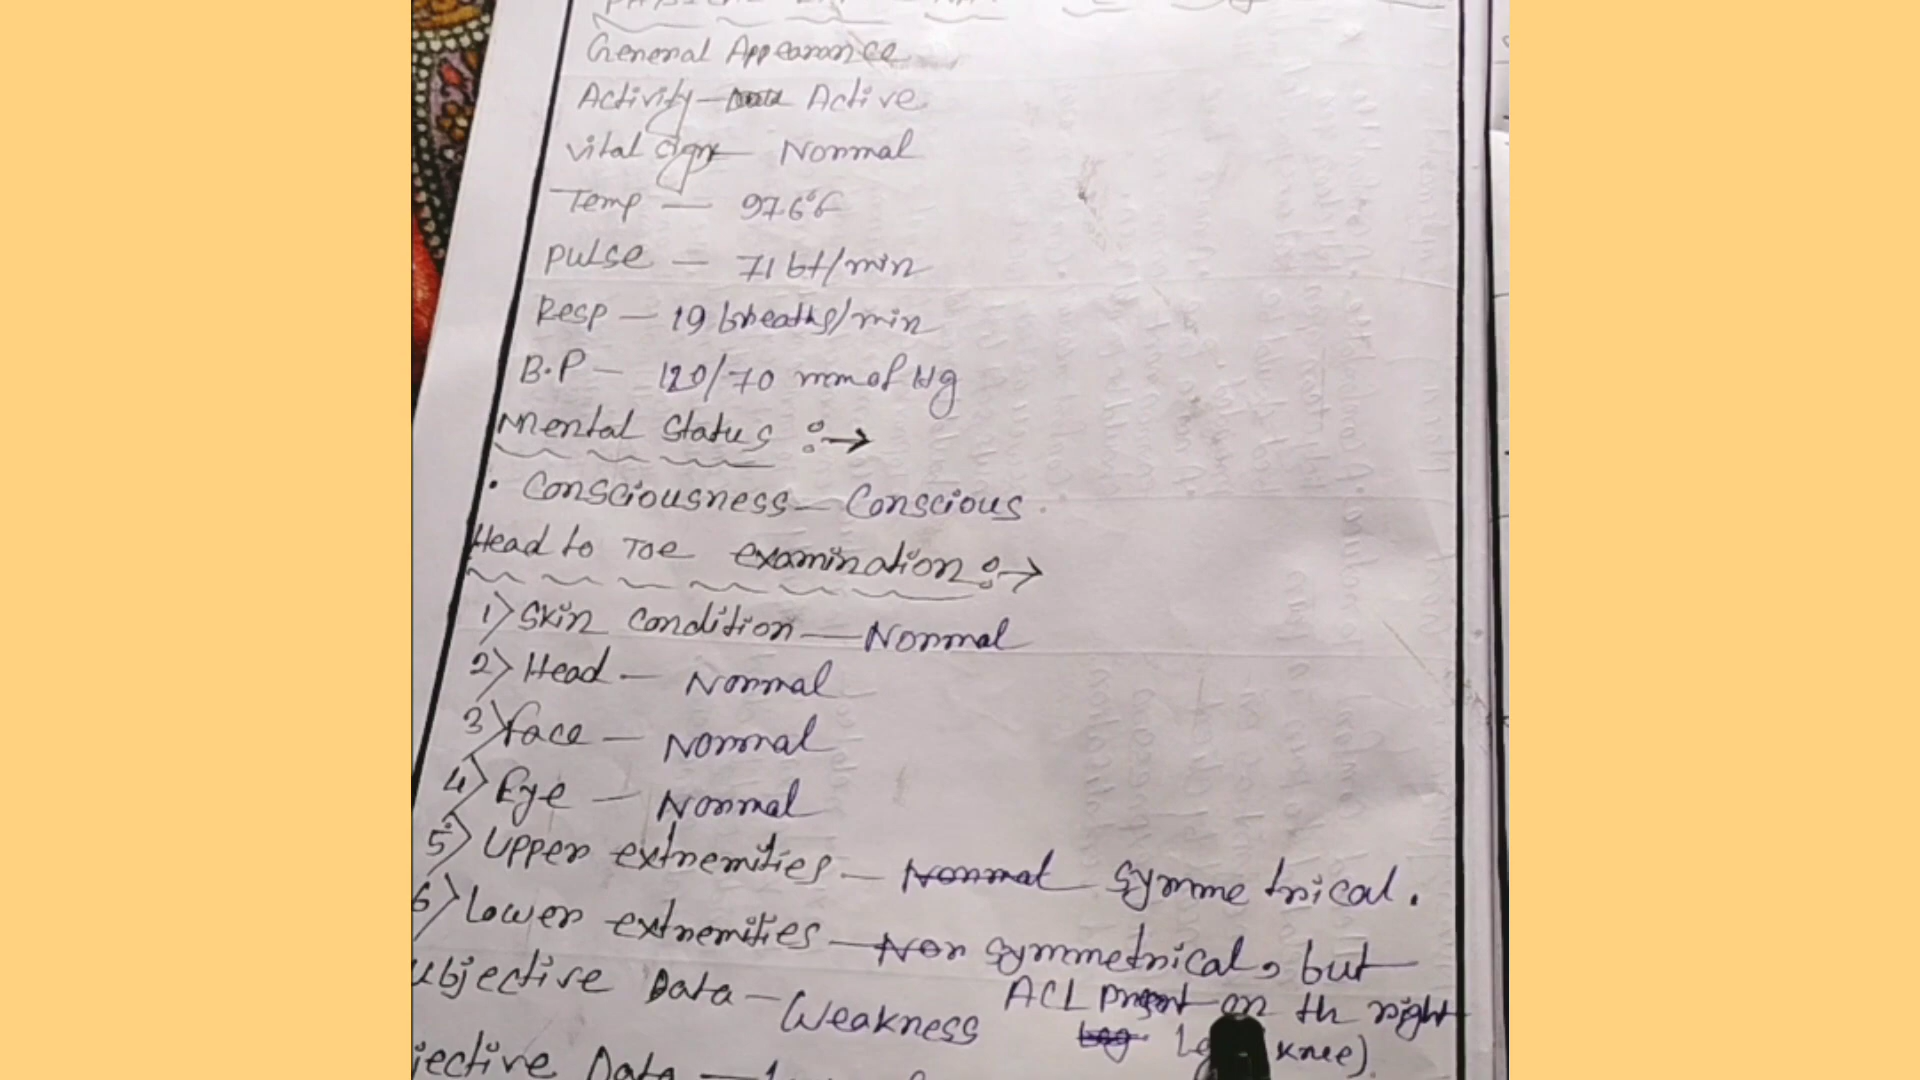 General Appearance
Activity - Active
vital sign - Normal
Temp - 97.6°F
pulse - 71 bt/min
Resp - 19 breaths/min
B.P - 120/70 mm of Hg
Mental Status :→
• Consciousness - Conscious
Head to Toe examination :→
1) Skin condition - Normal
2) Head - Normal
3) face - Normal
4) Eye - Normal
5) Upper extremities - Normal Symmetrical.
6) Lower extremities - Non Symmetrical, but
ACL present on th right
knee).
ubjective Data - Weakness
jective Data -